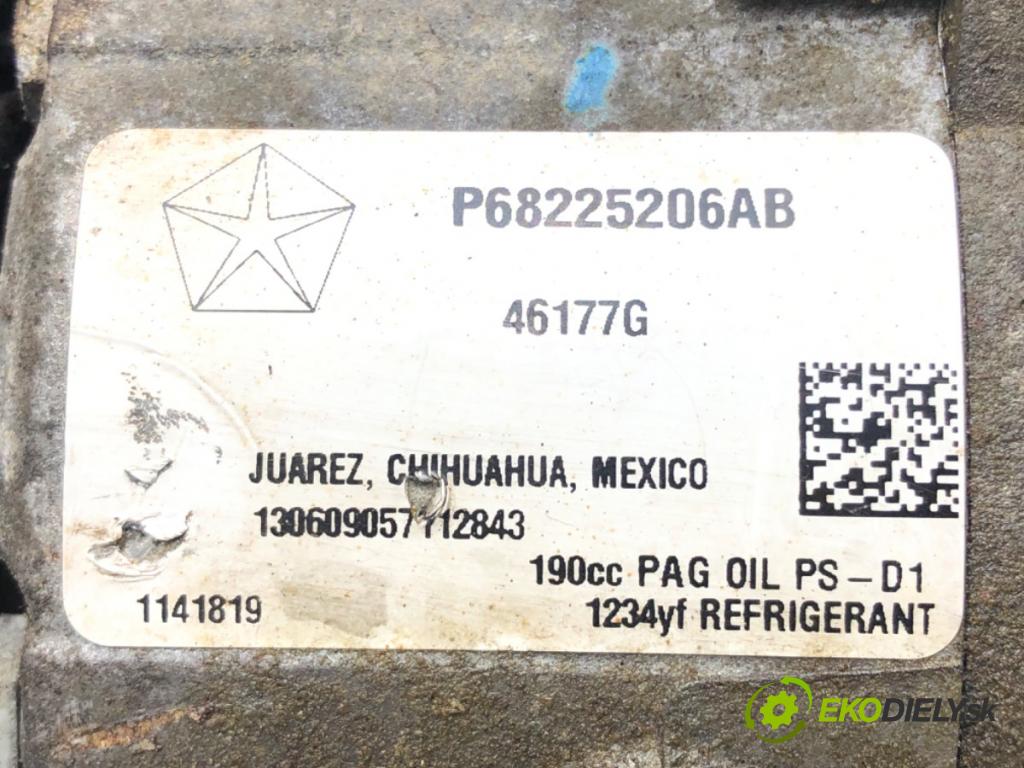 P68225206AB
46177G
JUAREZ, CHIHUAHUA, MEXICO
130609057112843
190cc PAG OIL PS-D1
1141819
1234yf REFRIGERANT
EKODIELY.sk